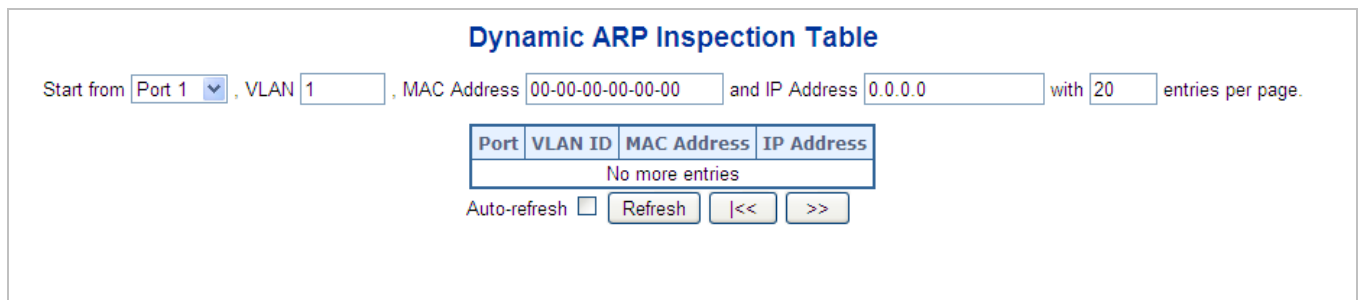 Dynamic ARP Inspection Table
Start from Port 1 , VLAN 1 , MAC Address 00-00-00-00-00-00 and IP Address 0.0.0.0 with 20 entries per page.
Port VLAN ID MAC Address IP Address
No more entries
Auto-refresh Refresh |<< >>